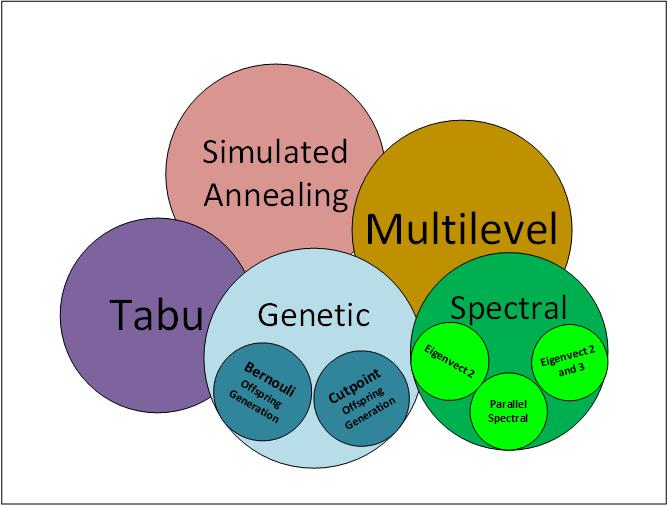 Simulated
Annealing
Multilevel
Tabu
Genetic
Spectral
Bernouli
Offspring
Generation
Cutpoint
Offspring
Generation
Eigenvect 2
Eigenvect 2
and 3
Parallel
Spectral